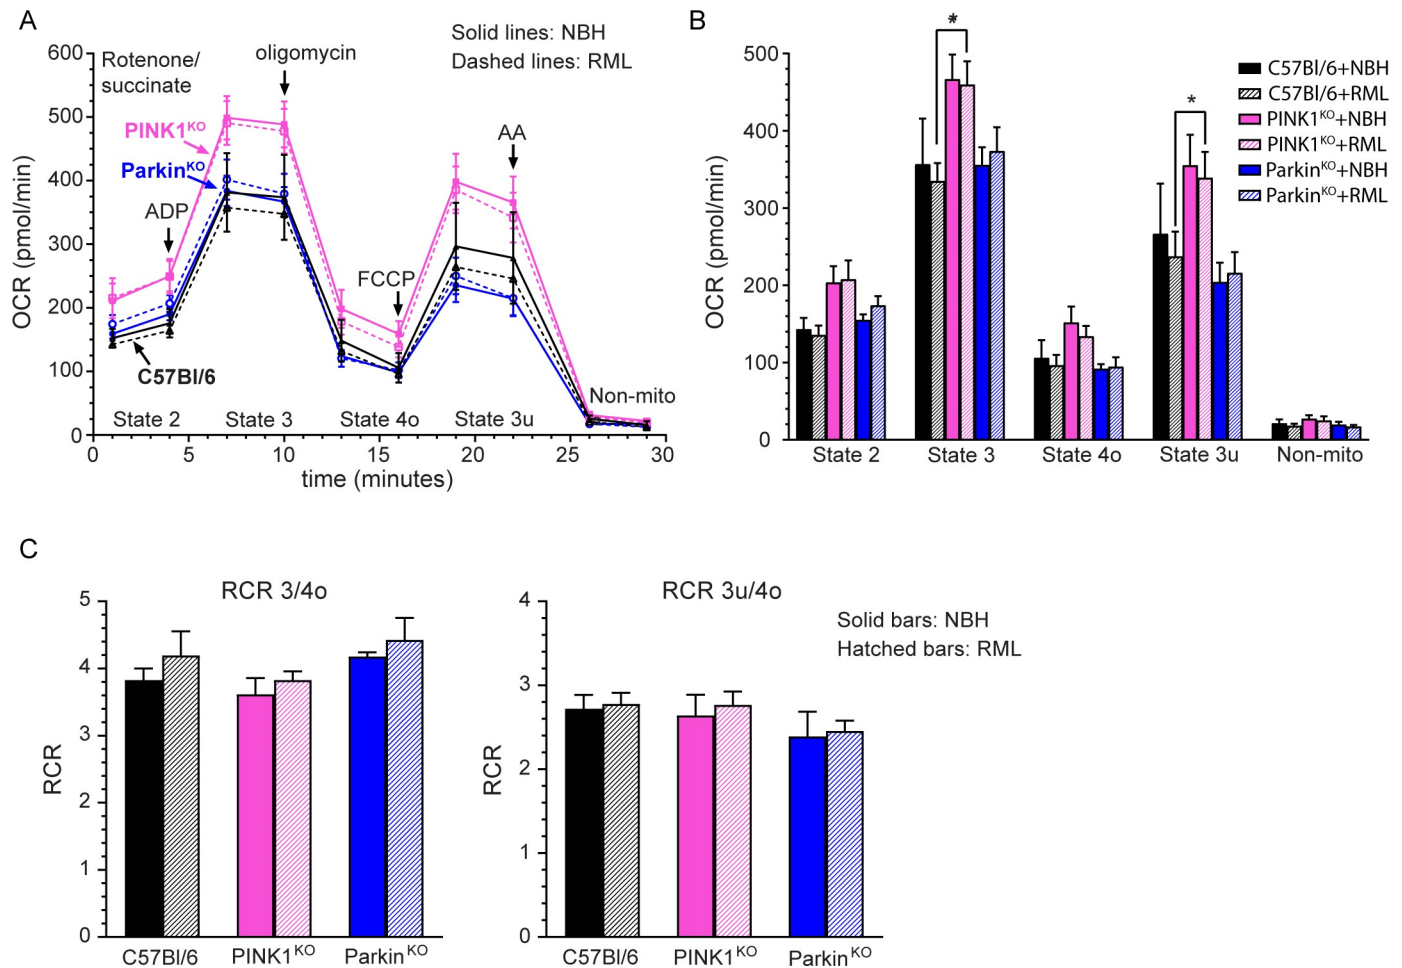 A
Solid lines: NBH
Dashed lines: RML
600
500
400
300
200
100
0
OCR (pmol/min)
Rotenone/
succinate
oligomycin
PINK1KO
ParkinKO
ADP
AA
FCCP
C57Bl/6
Non-mito
State 2
State 3
State 4o
State 3u
0
5
10
15
20
25
30
time (minutes)
B
500
400
300
200
100
0
OCR (pmol/min)
*
*
C57Bl/6+NBH
C57Bl/6+RML
PINK1KO+NBH
PINK1KO+RML
ParkinKO+NBH
ParkinKO+RML
State 2
State 3
State 4o
State 3u
Non-mito
C
RCR 3/4o
5
4
3
2
1
0
RCR
C57Bl/6
PINK1KO
ParkinKO
RCR 3u/4o
4
3
2
1
0
RCR
C57Bl/6
PINK1KO
ParkinKO
Solid bars: NBH
Hatched bars: RML